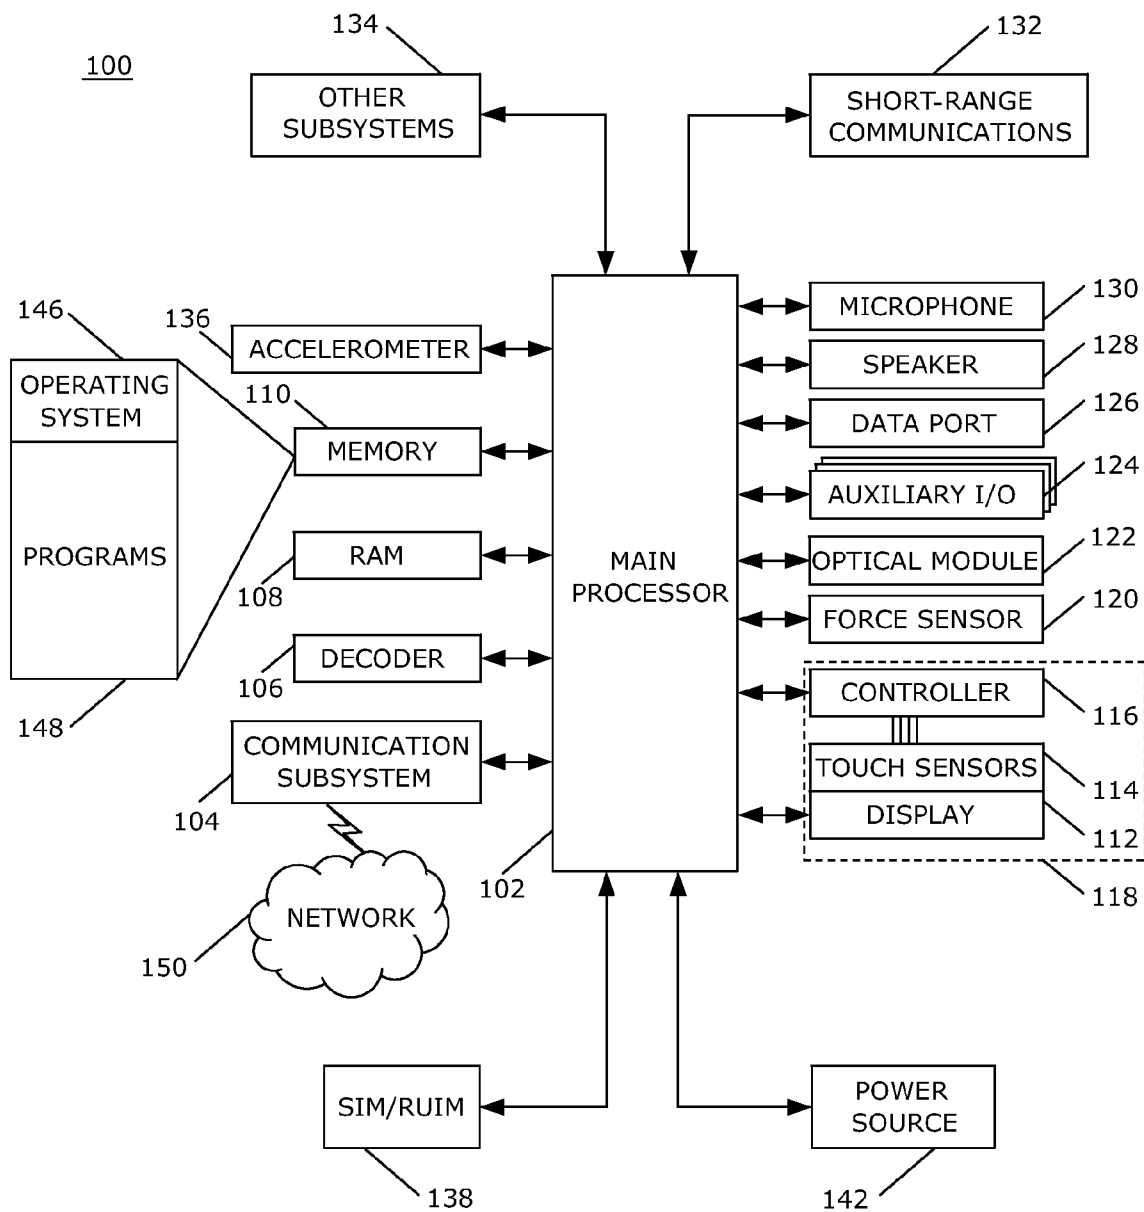 134
132
100
OTHER
SUBSYSTEMS
SHORT-RANGE
COMMUNICATIONS
146
136
ACCELEROMETER
110
OPERATING
SYSTEM
MEMORY
PROGRAMS
RAM
108
DECODER
106
148
COMMUNICATION
SUBSYSTEM
104
NETWORK
150
MAIN
PROCESSOR
102
MICROPHONE
130
SPEAKER
128
DATA PORT
126
AUXILIARY I/O
124
OPTICAL MODULE
122
FORCE SENSOR
120
CONTROLLER
116
TOUCH SENSORS
114
DISPLAY
112
118
SIM/RUIM
138
POWER
SOURCE
142